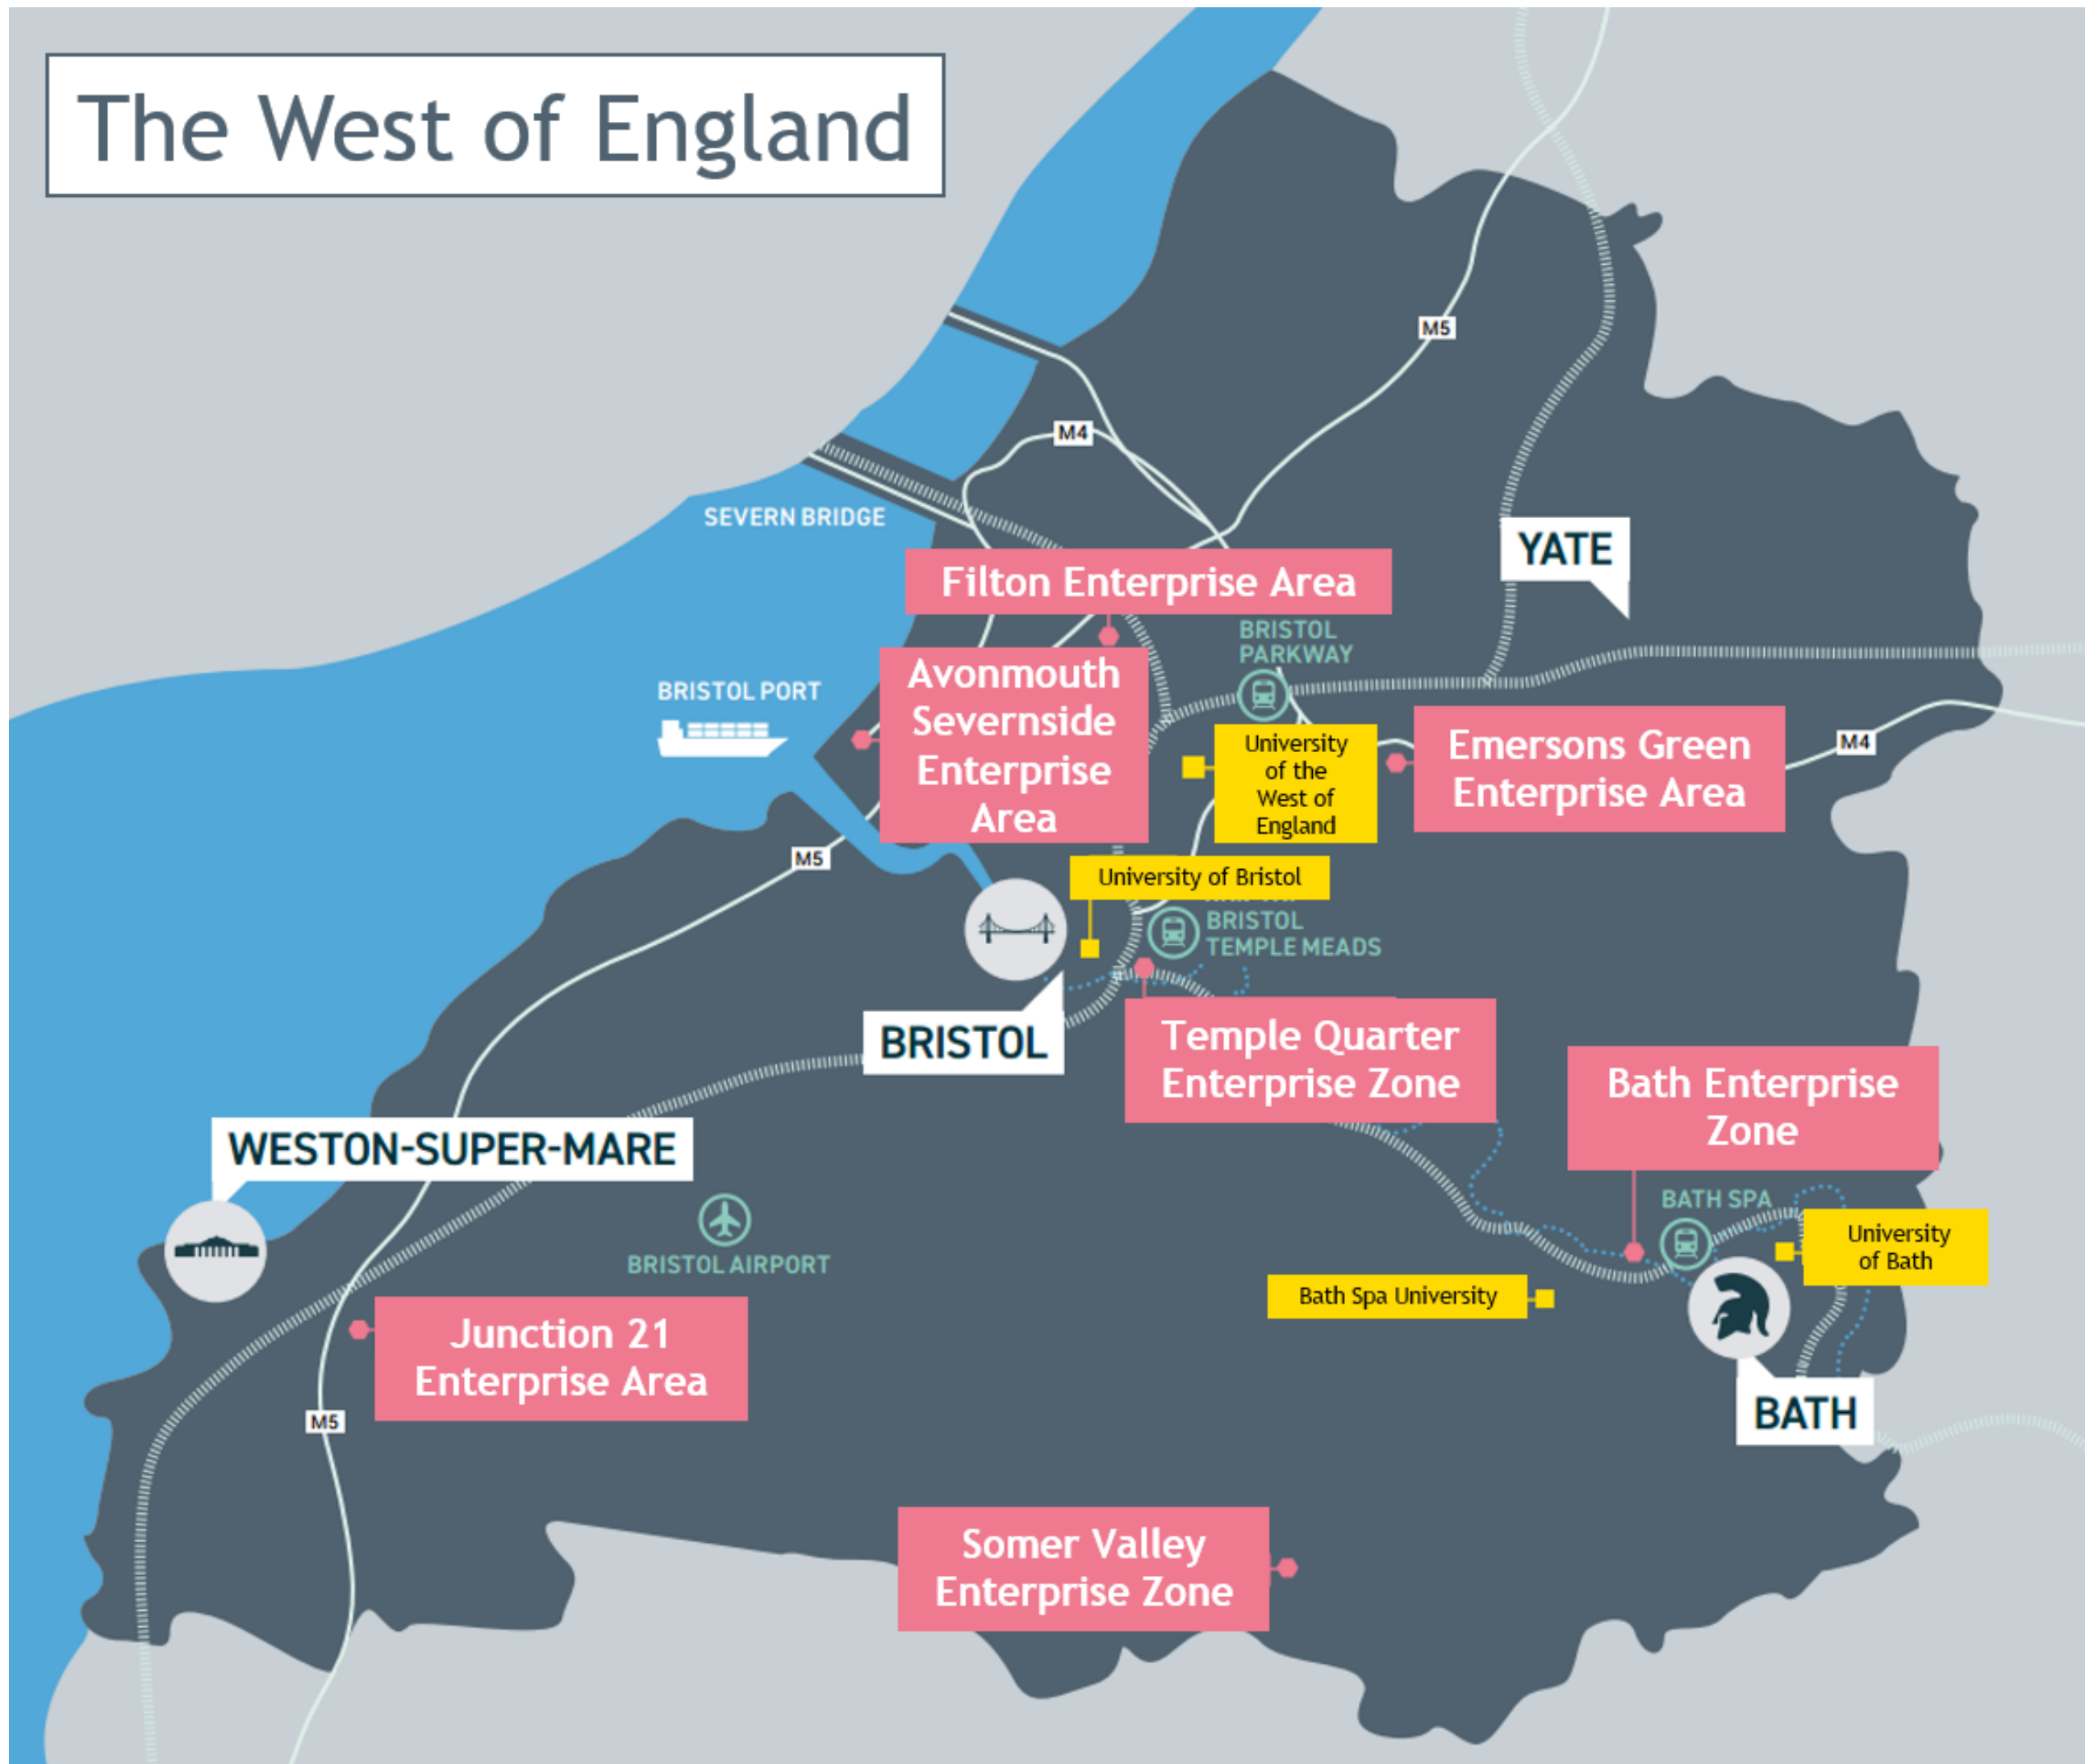 The West of England
M5
M4
SEVERN BRIDGE
YATE
Filton Enterprise Area
BRISTOL
PARKWAY
Avonmouth
Severnside
Enterprise
Area
BRISTOL PORT
University
of the
West of
England
Emersons Green
Enterprise Area
M4
M5
University of Bristol
BRISTOL
TEMPLE MEADS
BRISTOL
Temple Quarter
Enterprise Zone
Bath Enterprise
Zone
WESTON-SUPER-MARE
BATH SPA
University
of Bath
BRISTOL AIRPORT
Bath Spa University
Junction 21
Enterprise Area
M5
BATH
Somer Valley
Enterprise Zone